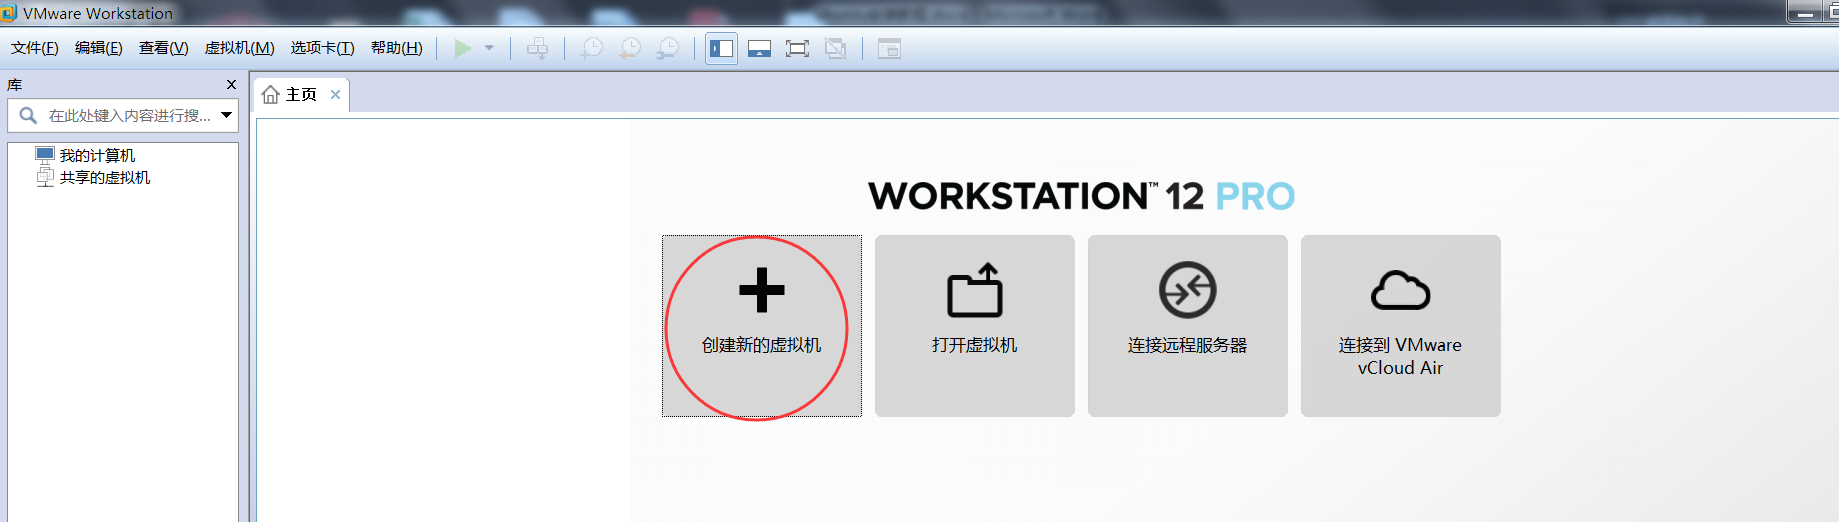 VMware Workstation
文件(F) 编辑(E) 查看(V) 虚拟机(M) 选项卡(T) 帮助(H)
库 x
主页 ×
在此处键入内容进行搜...
我的计算机
共享的虚拟机
WORKSTATION™ 12 PRO
创建新的虚拟机
打开虚拟机
连接远程服务器
连接到 VMware
vCloud Air